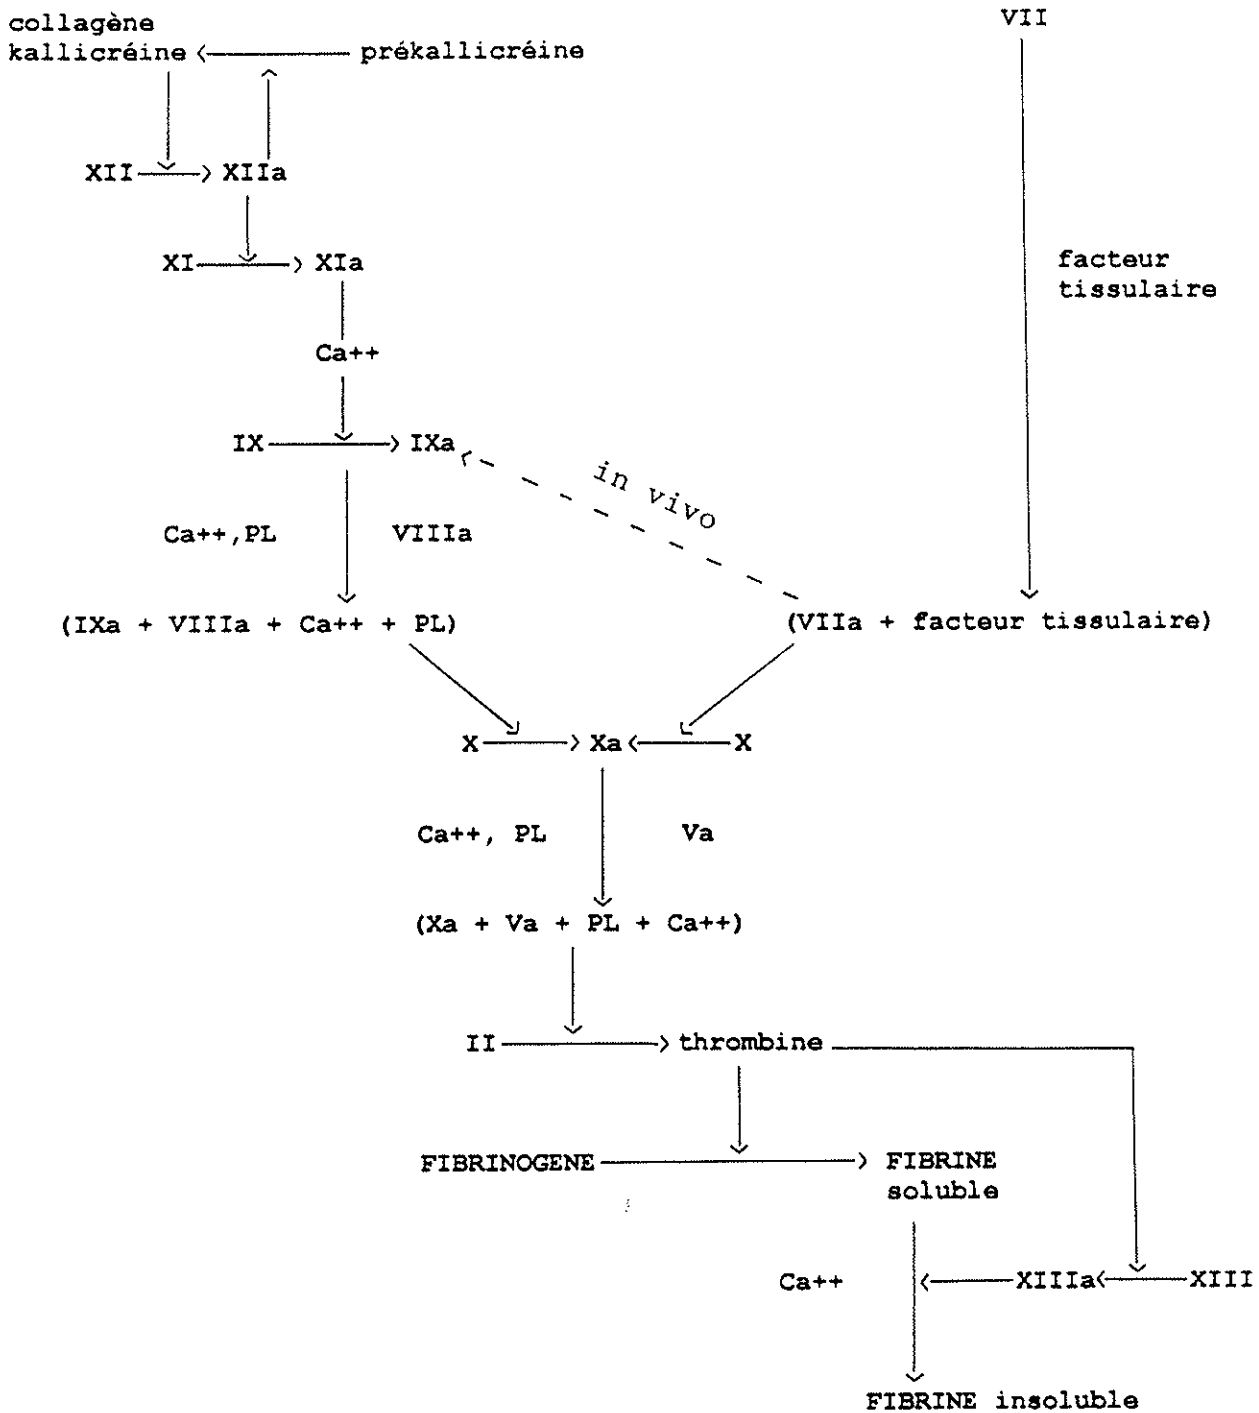 collagène
kallicréine
prékallicréine
VII
XII
XIIa
XI
XIa
facteur
tissulaire
Ca++
IX
IXa
in vivo
Ca++,PL
VIIIa
(IXa + VIIIa + Ca++ + PL)
(VIIa + facteur tissulaire)
X
Xa
X
Ca++, PL
Va
(Xa + Va + PL + Ca++)
II
thrombine
FIBRINOGENE
FIBRINE
soluble
Ca++
XIIIa
XIII
FIBRINE insoluble